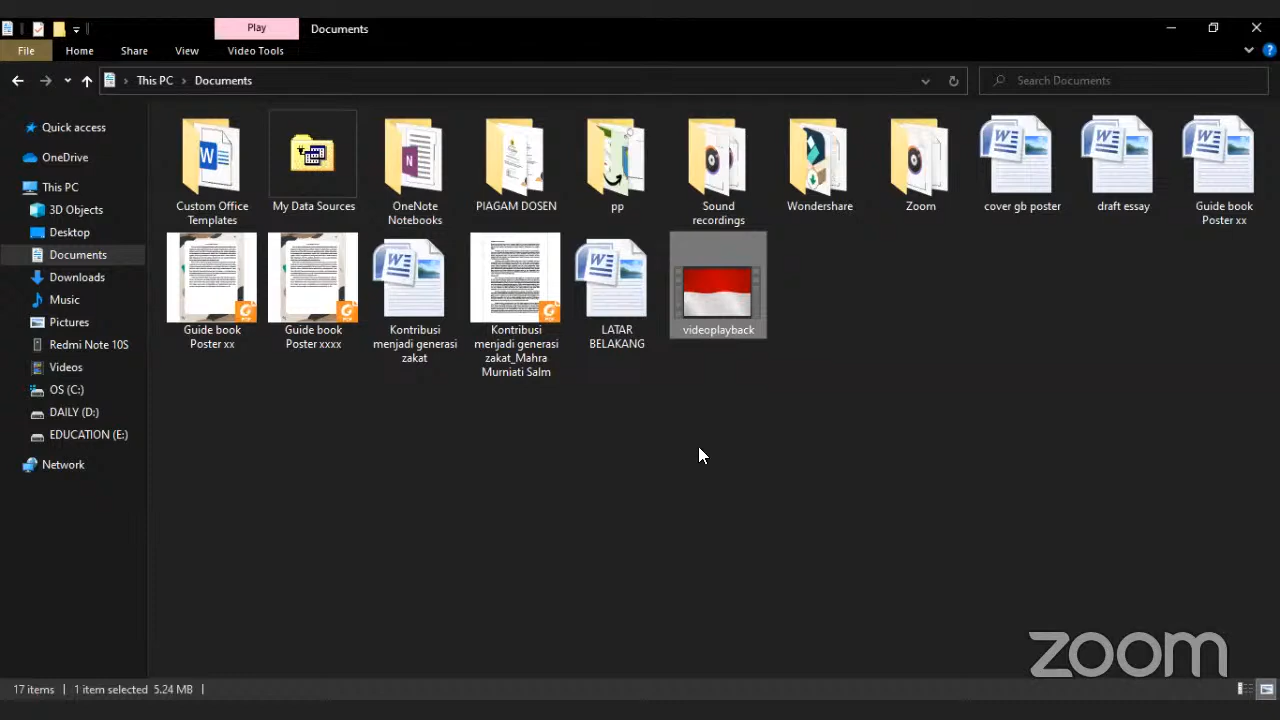 Play
Documents
File
Home
Share
View
Video Tools
This PC
Documents
Search Documents
Quick access
OneDrive
This PC
3D Objects
Desktop
Documents
Downloads
Music
Pictures
Redmi Note 10S
Videos
OS (C:)
DAILY (D:)
EDUCATION (E:)
Network
Custom Office
Templates
My Data Sources
OneNote
Notebooks
PIAGAM DOSEN
pp
Sound
recordings
Wondershare
Zoom
cover gb poster
draft essay
Guide book
Poster xx
Guide book
Poster xx
Guide book
Poster xxxx
Kontribusi
menjadi generasi
zakat
Kontribusi
menjadi generasi
zakat_Mahra
Murniati Salm
LATAR
BELAKANG
videoplayback
17 items
1 item selected 5.24 MB
zoom